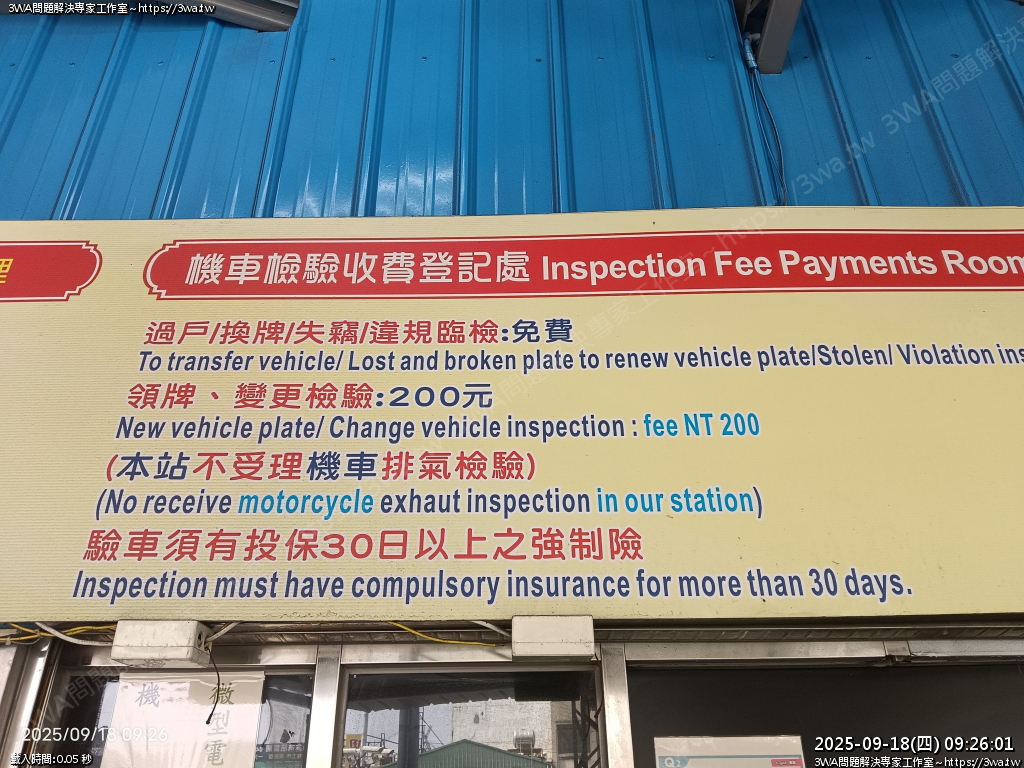 3WA問題解決專家工作室~https://3wa.tw
理
機車檢驗收費登記處 Inspection Fee Payments Room
過戶/換牌/失竊/違規臨檢:免費
To transfer vehicle/ Lost and broken plate to renew vehicle plate/Stolen/ Violation ins
領牌、變更檢驗:200元
New vehicle plate/ Change vehicle inspection : fee NT 200
(本站不受理機車排氣檢驗)
(No receive motorcycle exhaut inspection in our station)
驗車須有投保30日以上之強制險
Inspection must have compulsory insurance for more than 30 days.
機
微型電
2025/09/18 09:26
載入時間:0.05 秒
2025-09-18(四) 09:26:01
3WA問題解決專家工作室~https://3wa.tw